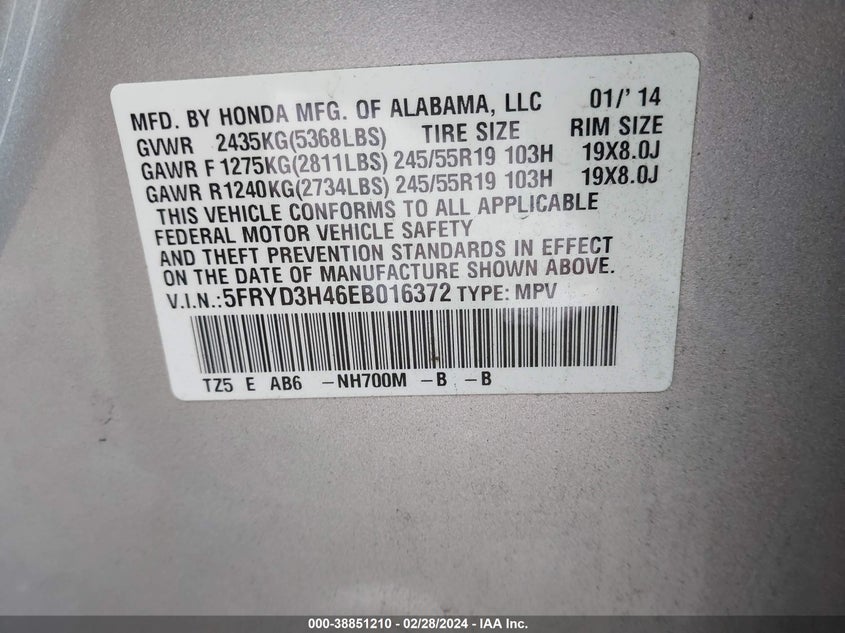 MFD. BY HONDA MFG. OF ALABAMA, LLC 01/' 14
GVWR 2435KG(5368LBS) TIRE SIZE RIM SIZE
GAWR F1275KG(2811LBS) 245/55R19 103H 19X8.0J
GAWR R1240KG(2734LBS) 245/55R19 103H 19X8.0J
THIS VEHICLE CONFORMS TO ALL APPLICABLE
FEDERAL MOTOR VEHICLE SAFETY
AND THEFT PREVENTION STANDARDS IN EFFECT
ON THE DATE OF MANUFACTURE SHOWN ABOVE.
V.I.N.:5FRYD3H46EB016372 TYPE: MPV
TZ5 E AB6 -NH700M -B -B
000-38851210 - 02/28/2024 - IAA Inc.